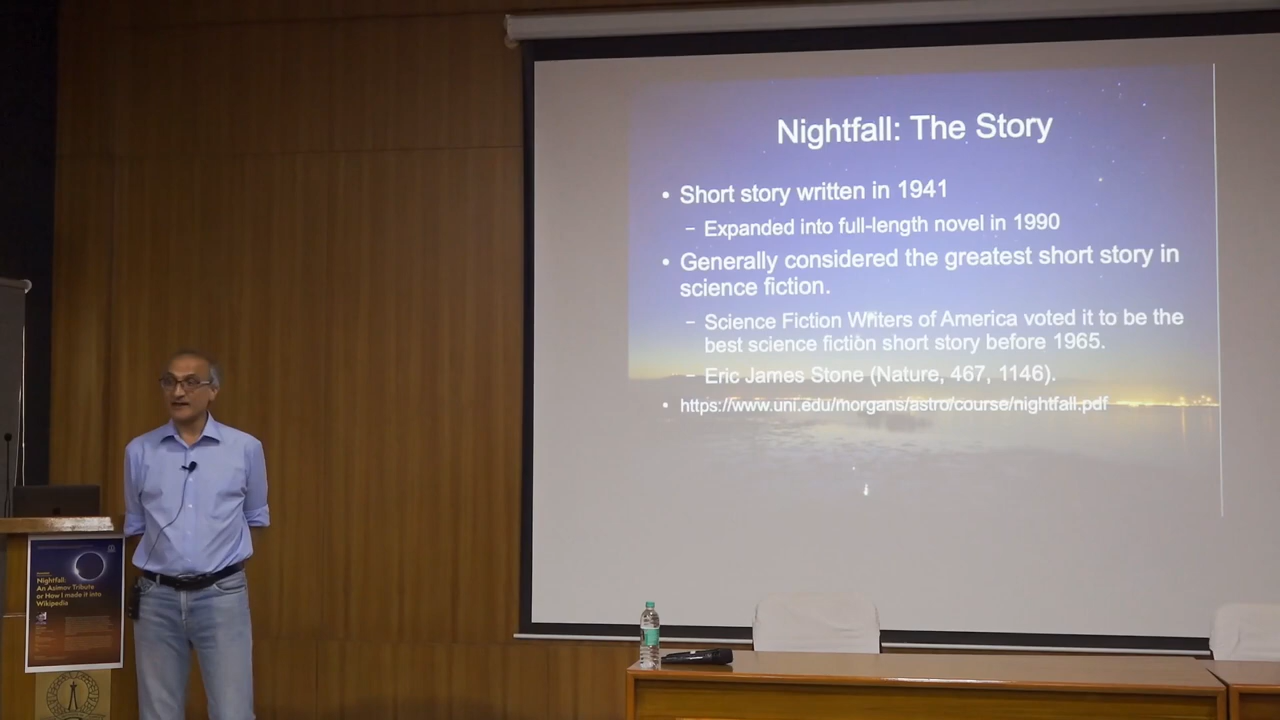 Nightfall: The Story
• Short story written in 1941
– Expanded into full-length novel in 1990
• Generally considered the greatest short story in
science fiction.
– Science Fiction Writers of America voted it to be the
best science fiction short story before 1965.
– Eric James Stone (Nature, 467, 1146).
• https://www.uni.edu/morgans/astro/course/nightfall.pdf
Nightfall:
An Asimov Tribute
or How I made it into
Wikipedia